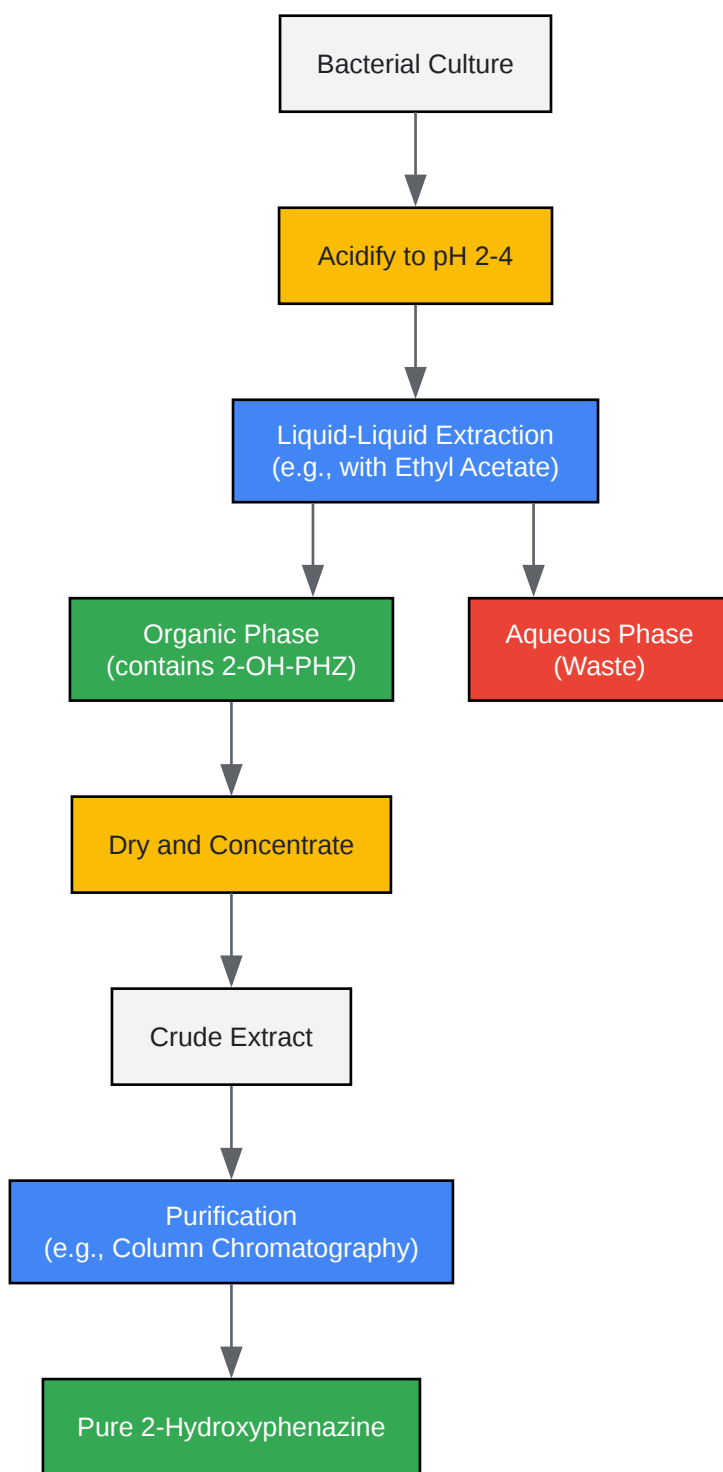 Bacterial Culture
Acidify to pH 2-4
Liquid-Liquid Extraction
(e.g., with Ethyl Acetate)
Organic Phase
(contains 2-OH-PHZ)
Aqueous Phase
(Waste)
Dry and Concentrate
Crude Extract
Purification
(e.g., Column Chromatography)
Pure 2-Hydroxyphenazine